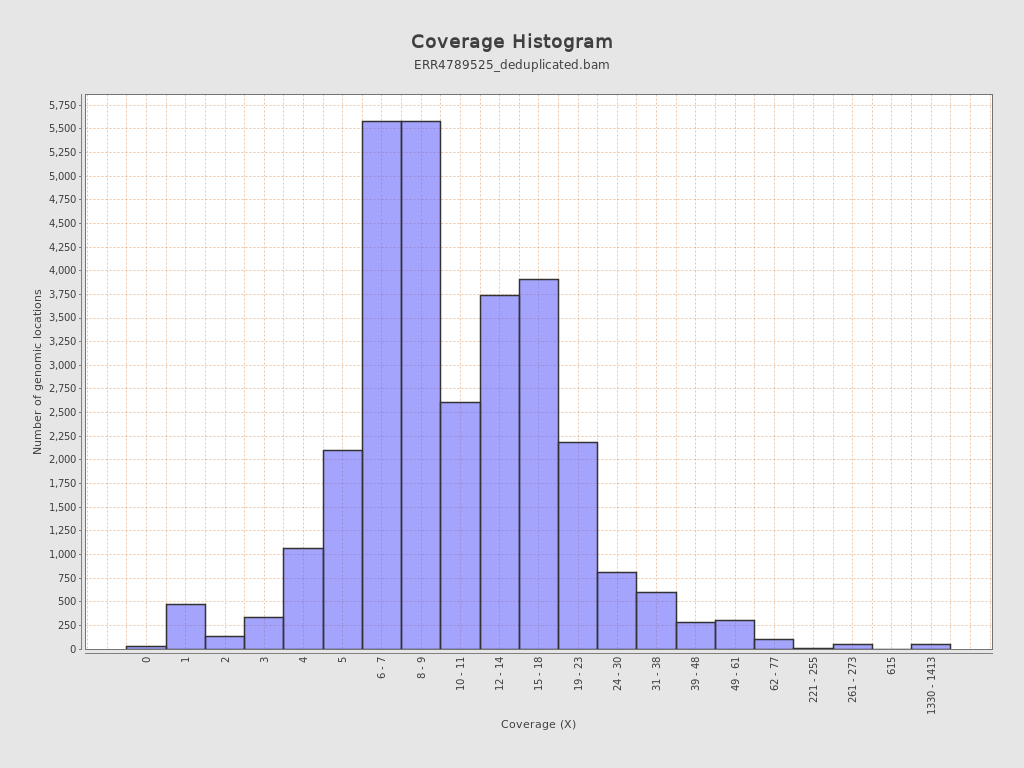 Coverage Histogram
ERR4789525_deduplicated.bam
Number of genomic locations
5,750
5,500
5,250
5,000
4,750
4,500
4,250
4,000
3,750
3,500
3,250
3,000
2,750
2,500
2,250
2,000
1,750
1,500
1,250
1,000
750
500
250
0
0
1
2
3
4
5
6 - 7
8 - 9
10 - 11
12 - 14
15 - 18
19 - 23
24 - 30
31 - 38
39 - 48
49 - 61
62 - 77
221 - 255
261 - 273
615
1330 - 1413
Coverage (X)